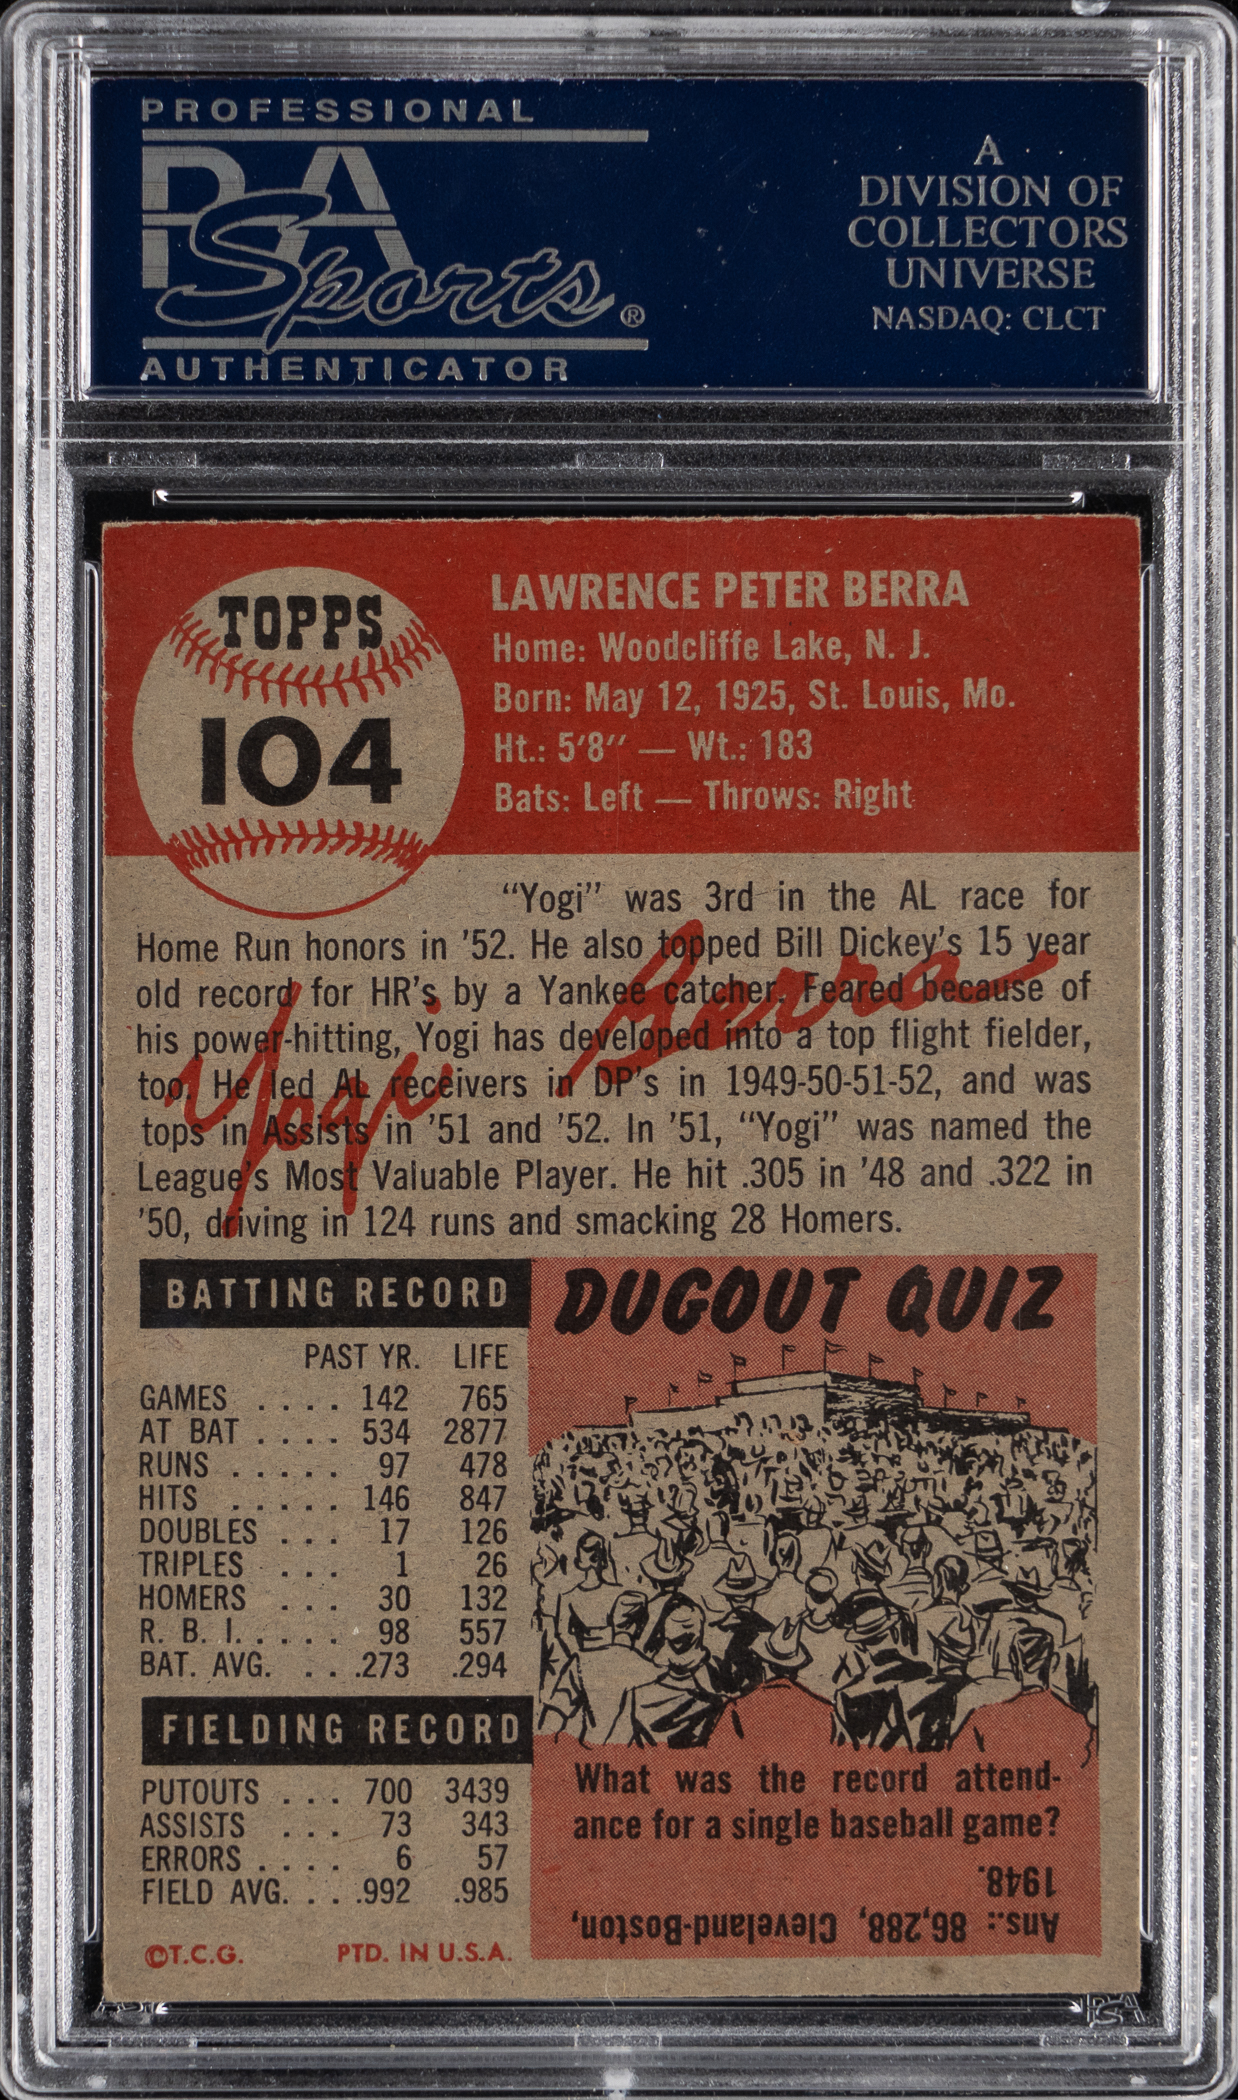 PROFESSIONAL
PSA
Sports®
AUTHENTICATOR
A
DIVISION OF
COLLECTORS
UNIVERSE
NASDAQ: CLCT
TOPPS
104
LAWRENCE PETER BERRA
Home: Woodcliffe Lake, N. J.
Born: May 12, 1925, St. Louis, Mo.
Ht.: 5′8′′ — Wt.: 183
Bats: Left — Throws: Right
“Yogi” was 3rd in the AL race for
Home Run honors in ’52. He also topped Bill Dickey’s 15 year
old record for HR’s by a Yankee catcher. Feared because of
his power-hitting, Yogi has developed into a top flight fielder,
too. He led AL receivers in DP’s in 1949-50-51-52, and was
tops in Assists in ’51 and ’52. In ’51, “Yogi” was named the
League’s Most Valuable Player. He hit .305 in ’48 and .322 in
’50, driving in 124 runs and smacking 28 Homers.
Yogi Berra
BATTING RECORD
PAST YR. LIFE
GAMES . . . . 142 765
AT BAT . . . . 534 2877
RUNS . . . . . 97 478
HITS . . . . . 146 847
DOUBLES . . . 17 126
TRIPLES . . . 1 26
HOMERS . . . 30 132
R. B. I. . . . . 98 557
BAT. AVG. . . .273 .294
FIELDING RECORD
PUTOUTS . . . 700 3439
ASSISTS . . . 73 343
ERRORS . . . . 6 57
FIELD AVG. . . .992 .985
©T.C.G. PTD. IN U.S.A.
DUGOUT QUIZ
What was the record attend-
ance for a single baseball game?
Ans.: 86,288, Cleveland-Boston,
1948.
PSA